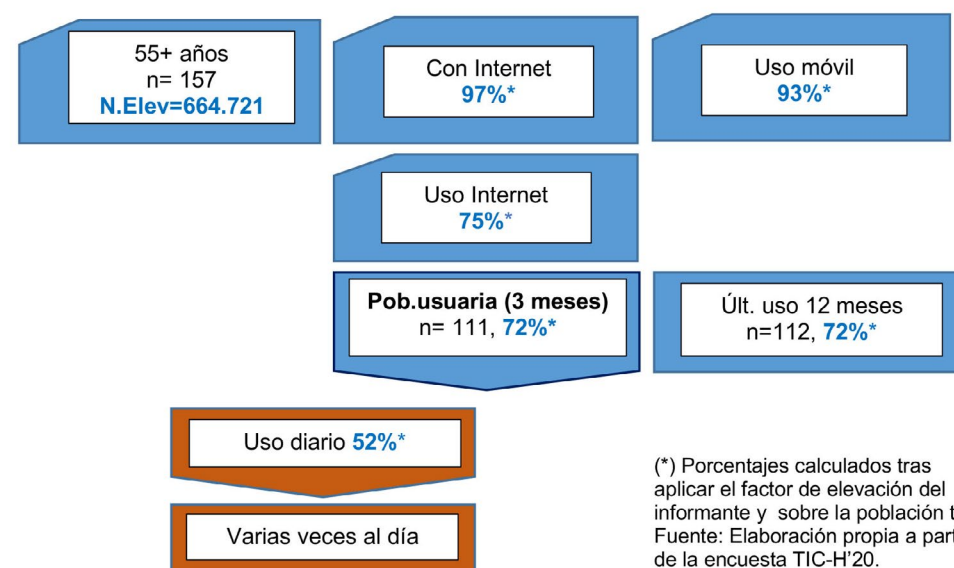 55+ años
n= 157
N.Elev=664.721
Con Internet
97%*
Uso móvil
93%*
Uso Internet
75%*
Pob.usuaria (3 meses)
n= 111, 72%*
Últ. uso 12 meses
n=112, 72%*
Uso diario 52%*
Varias veces al día
(*) Porcentajes calculados tras
aplicar el factor de elevación del
informante y sobre la población
Fuente: Elaboración propia a
de la encuesta TIC-H'20.